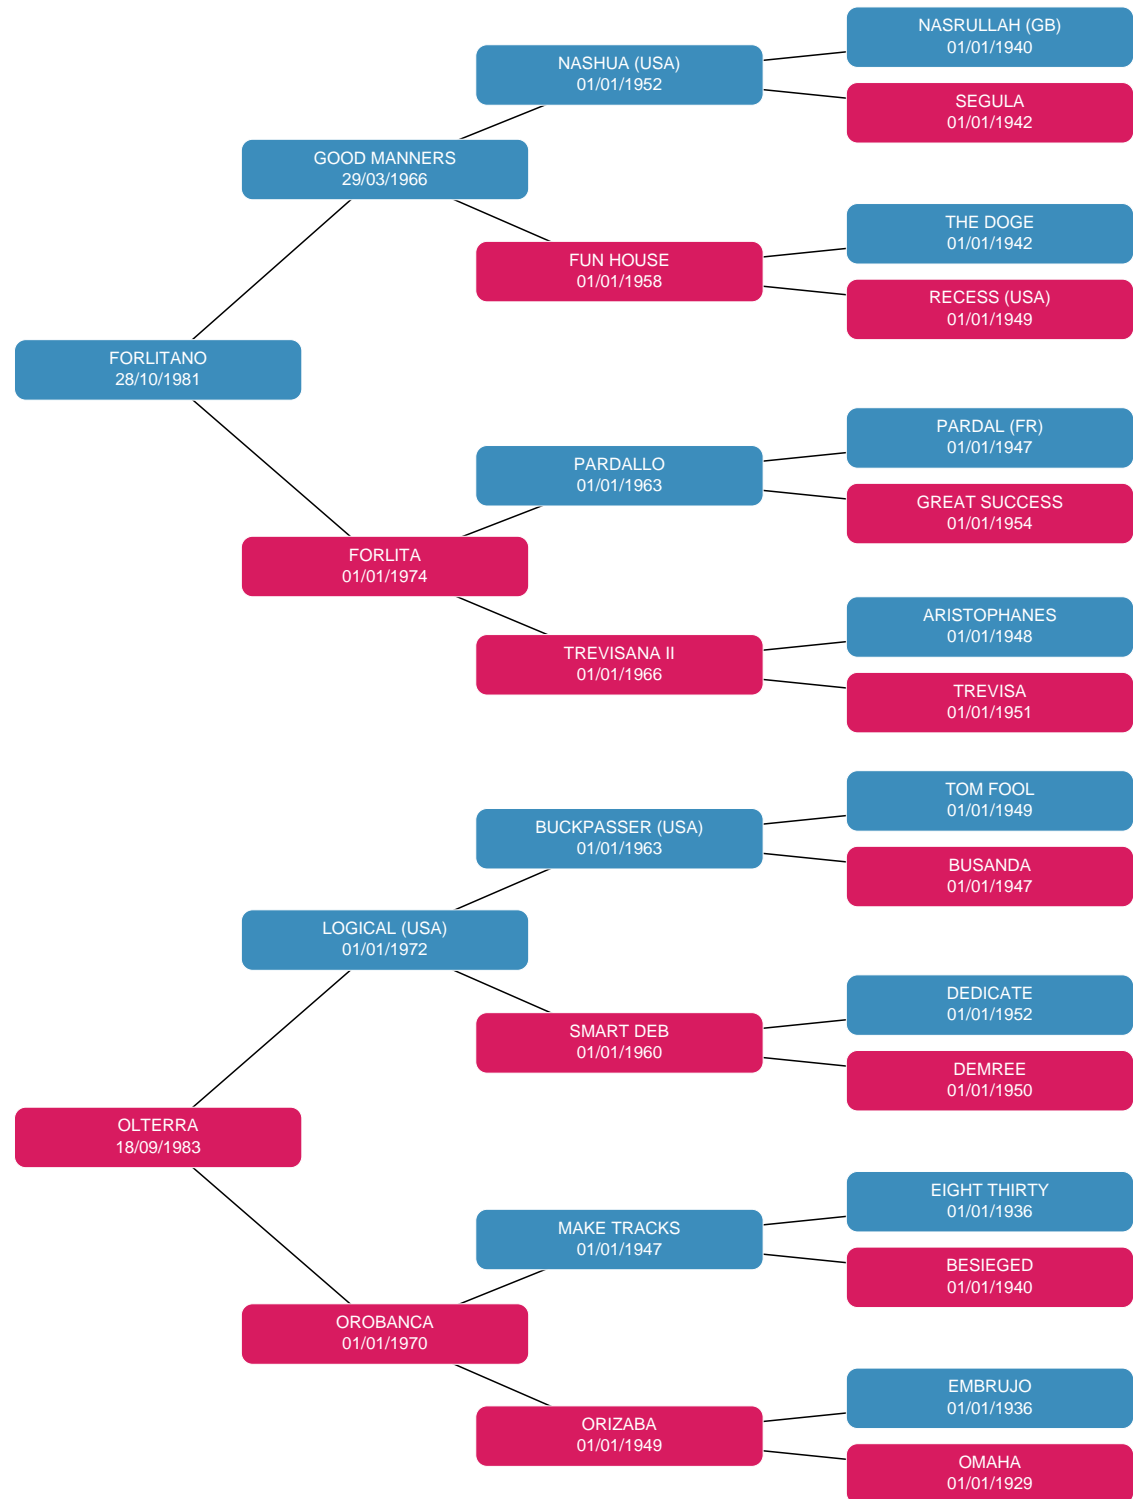 NASRULLAH (GB)
01/01/1940
NASHUA (USA)
01/01/1952
SEGULA
01/01/1942
GOOD MANNERS
29/03/1966
THE DOGE
01/01/1942
FUN HOUSE
01/01/1958
RECESS (USA)
01/01/1949
FORLITANO
28/10/1981
PARDAL (FR)
01/01/1947
PARDALLO
01/01/1963
GREAT SUCCESS
01/01/1954
FORLITA
01/01/1974
ARISTOPHANES
01/01/1948
TREVISANA II
01/01/1966
TREVISA
01/01/1951
TOM FOOL
01/01/1949
BUCKPASSER (USA)
01/01/1963
BUSANDA
01/01/1947
LOGICAL (USA)
01/01/1972
DEDICATE
01/01/1952
SMART DEB
01/01/1960
DEMREE
01/01/1950
OLTERRA
18/09/1983
EIGHT THIRTY
01/01/1936
MAKE TRACKS
01/01/1947
BESIEGED
01/01/1940
OROBANCA
01/01/1970
EMBRUJO
01/01/1936
ORIZABA
01/01/1949
OMAHA
01/01/1929